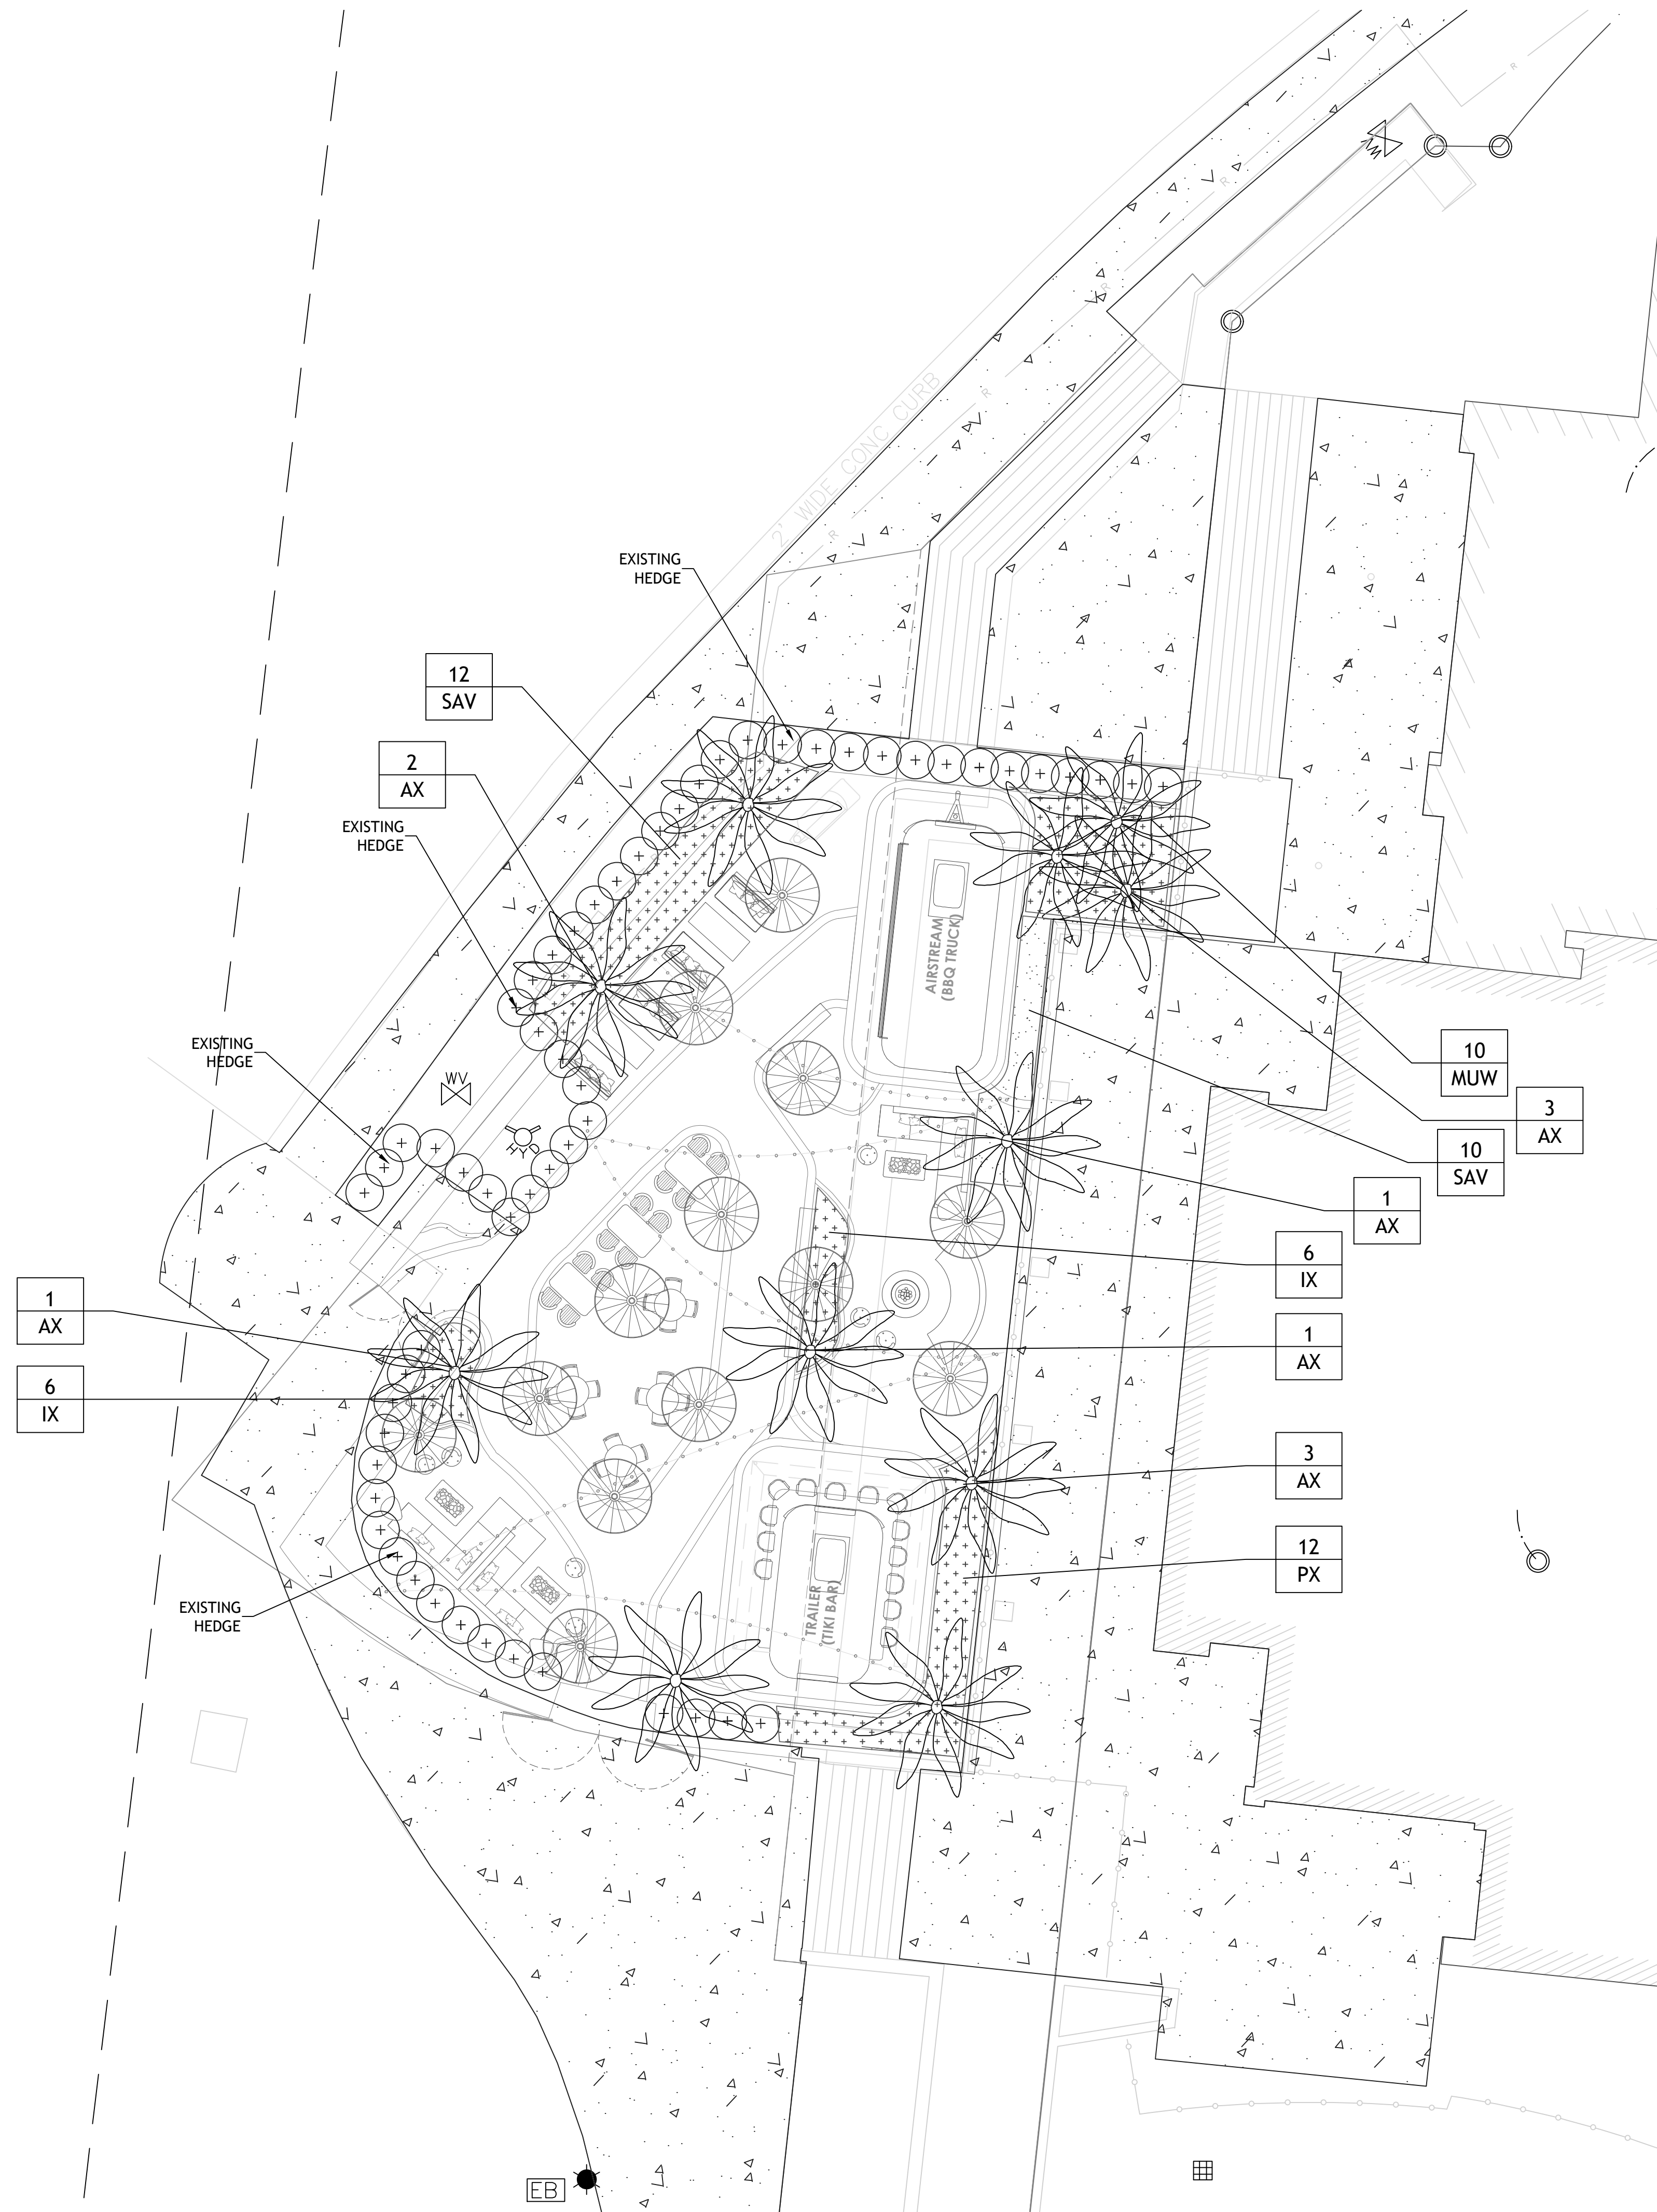 R
R
R
R
R
2' WIDE CONC CURB
EXISTING
HEDGE
12
SAV
2
AX
EXISTING
HEDGE
EXISTING
HEDGE
WV
HYD
AIRSTREAM
(BBQ TRUCK)
10
MUW
3
AX
10
SAV
1
AX
6
IX
1
AX
1
AX
6
IX
3
AX
12
PX
EXISTING
HEDGE
TRAILER
(TIKI BAR)
EB